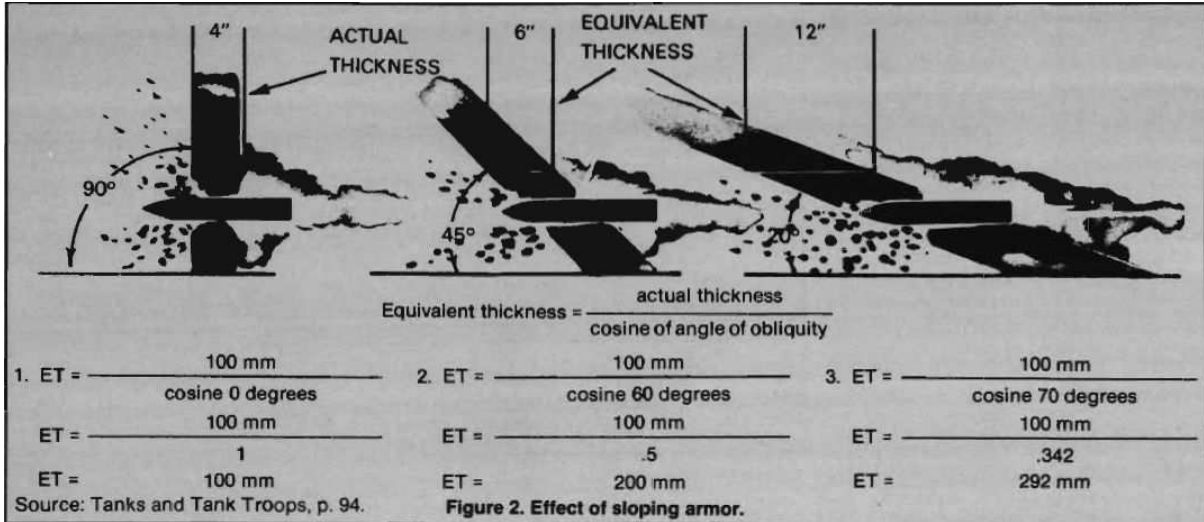 4” 6” EQUIVALENT THICKNESS 12”
ACTUAL THICKNESS
90° 45° 20°
Equivalent thickness = actual thickness / cosine of angle of obliquity
1. ET = 100 mm / cosine 0 degrees
ET = 100 mm / 1
ET = 100 mm
2. ET = 100 mm / cosine 60 degrees
ET = 100 mm / .5
ET = 200 mm
3. ET = 100 mm / cosine 70 degrees
ET = 100 mm / .342
ET = 292 mm
Source: Tanks and Tank Troops, p. 94.
Figure 2. Effect of sloping armor.